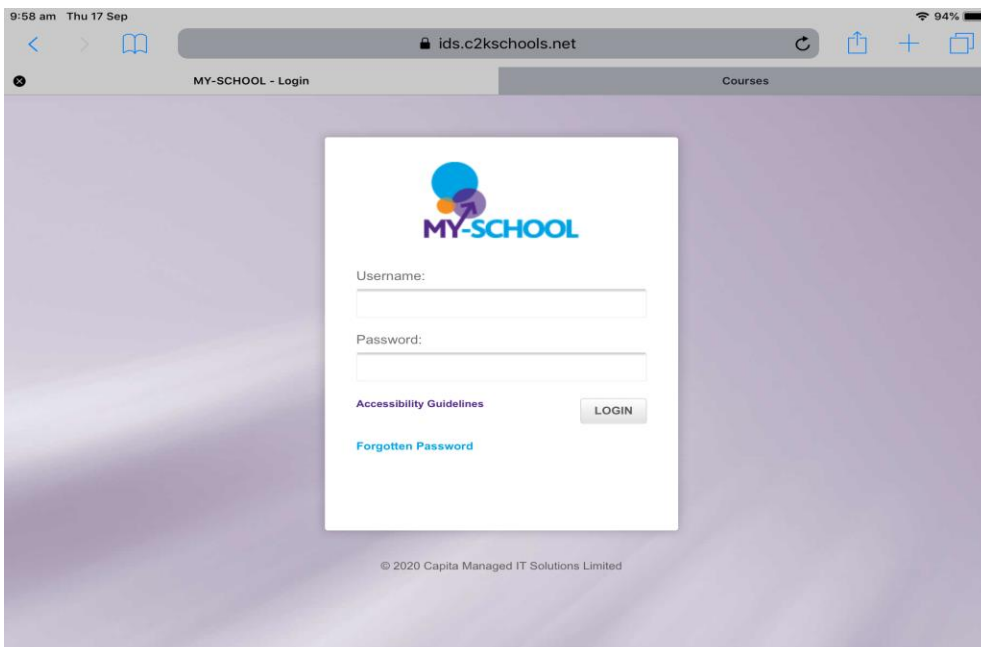 9:58 am Thu 17 Sep 94%
ids.c2kschools.net
MY-SCHOOL - Login Courses
MY-SCHOOL
Username:
Password:
Accessibility Guidelines LOGIN
Forgotten Password
© 2020 Capita Managed IT Solutions Limited